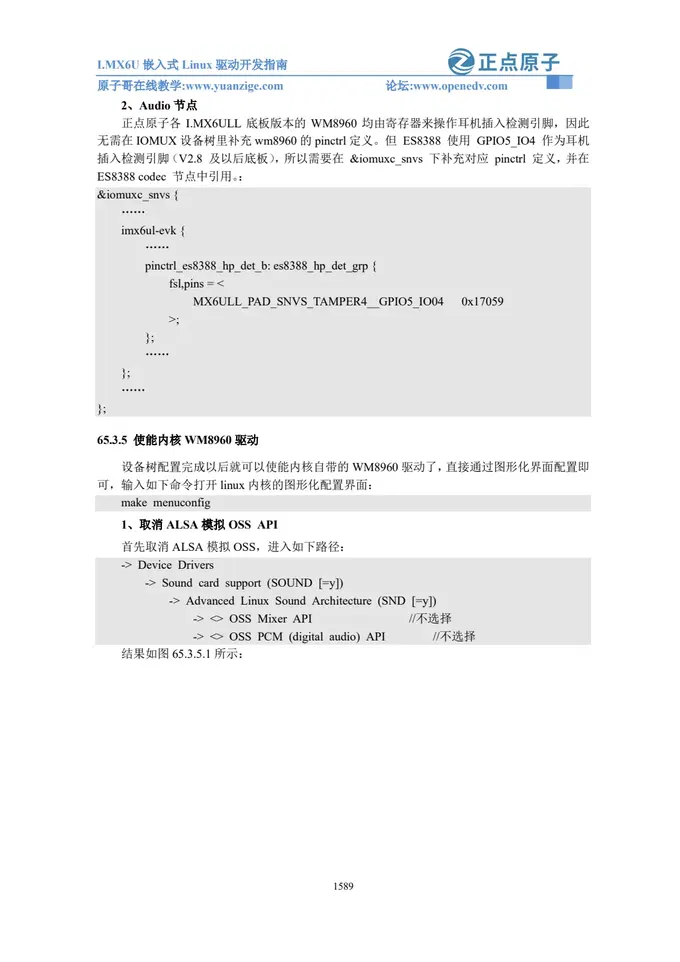 I.MX6U 嵌入式 Linux 驱动开发指南
正点原子
原子哥在线教学:www.yuanzige.com 论坛:www.openedv.com
2、Audio 节点
正点原子各 I.MX6ULL 底板版本的 WM8960 均由寄存器来操作耳机插入检测引脚，因此
无需在 IOMUX 设备树里补充 wm8960 的 pinctrl 定义。但 ES8388 使用 GPIO5_IO4 作为耳机
插入检测引脚（V2.8 及以后底板），所以需要在 &iomuxc_snvs 下补充对应 pinctrl 定义，并在
ES8388 codec 节点中引用。：
&iomuxc_snvs {
……
imx6ul-evk {
……
pinctrl_es8388_hp_det_b: es8388_hp_det_grp {
fsl,pins = <
MX6ULL_PAD_SNVS_TAMPER4__GPIO5_IO04 0x17059
>;
};
……
};
……
};
65.3.5 使能内核 WM8960 驱动
设备树配置完成以后就可以使能内核自带的 WM8960 驱动了，直接通过图形化界面配置即
可，输入如下命令打开 linux 内核的图形化配置界面：
make menuconfig
1、取消 ALSA 模拟 OSS API
首先取消 ALSA 模拟 OSS，进入如下路径：
-> Device Drivers
-> Sound card support (SOUND [=y])
-> Advanced Linux Sound Architecture (SND [=y])
-> <> OSS Mixer API //不选择
-> <> OSS PCM (digital audio) API //不选择
结果如图 65.3.5.1 所示：
1589